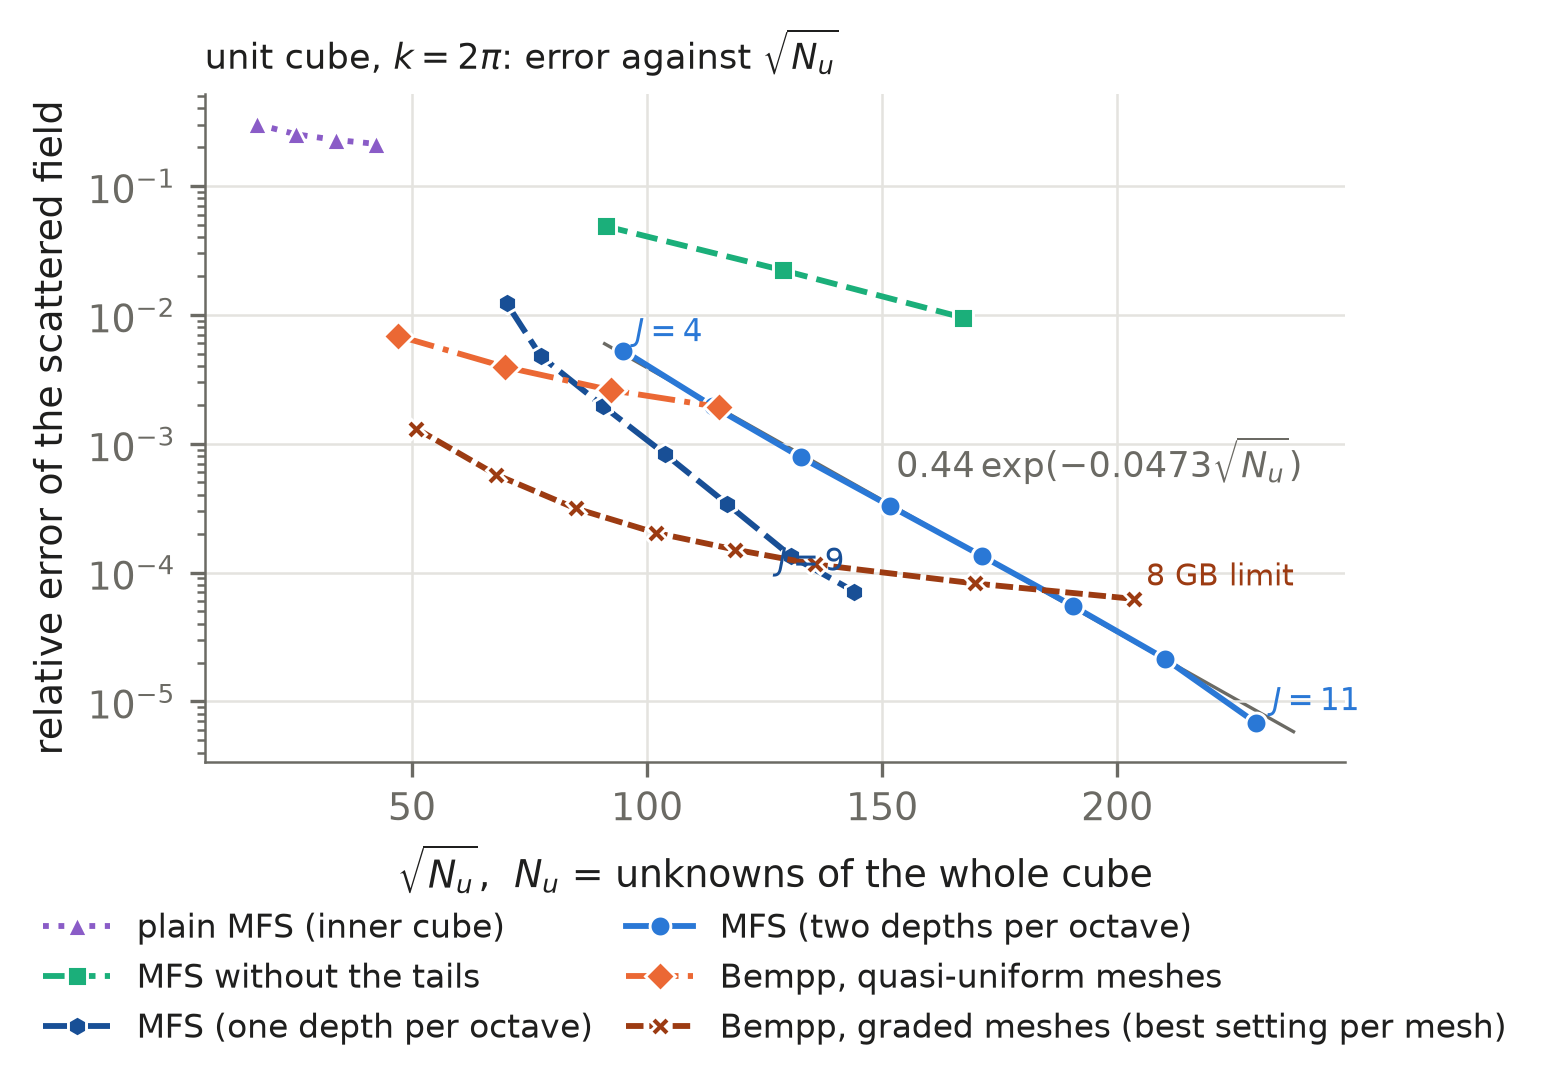 unit cube, k = 2π: error against √N_u
relative error of the scattered field
10⁻¹
10⁻²
10⁻³
10⁻⁴
10⁻⁵
J = 4
0.44 exp(−0.0473√N_u)
J = 9
8 GB limit
J = 11
50 100 150 200
√N_u, N_u = unknowns of the whole cube
plain MFS (inner cube)
MFS without the tails
MFS (one depth per octave)
MFS (two depths per octave)
Bempp, quasi-uniform meshes
Bempp, graded meshes (best setting per mesh)